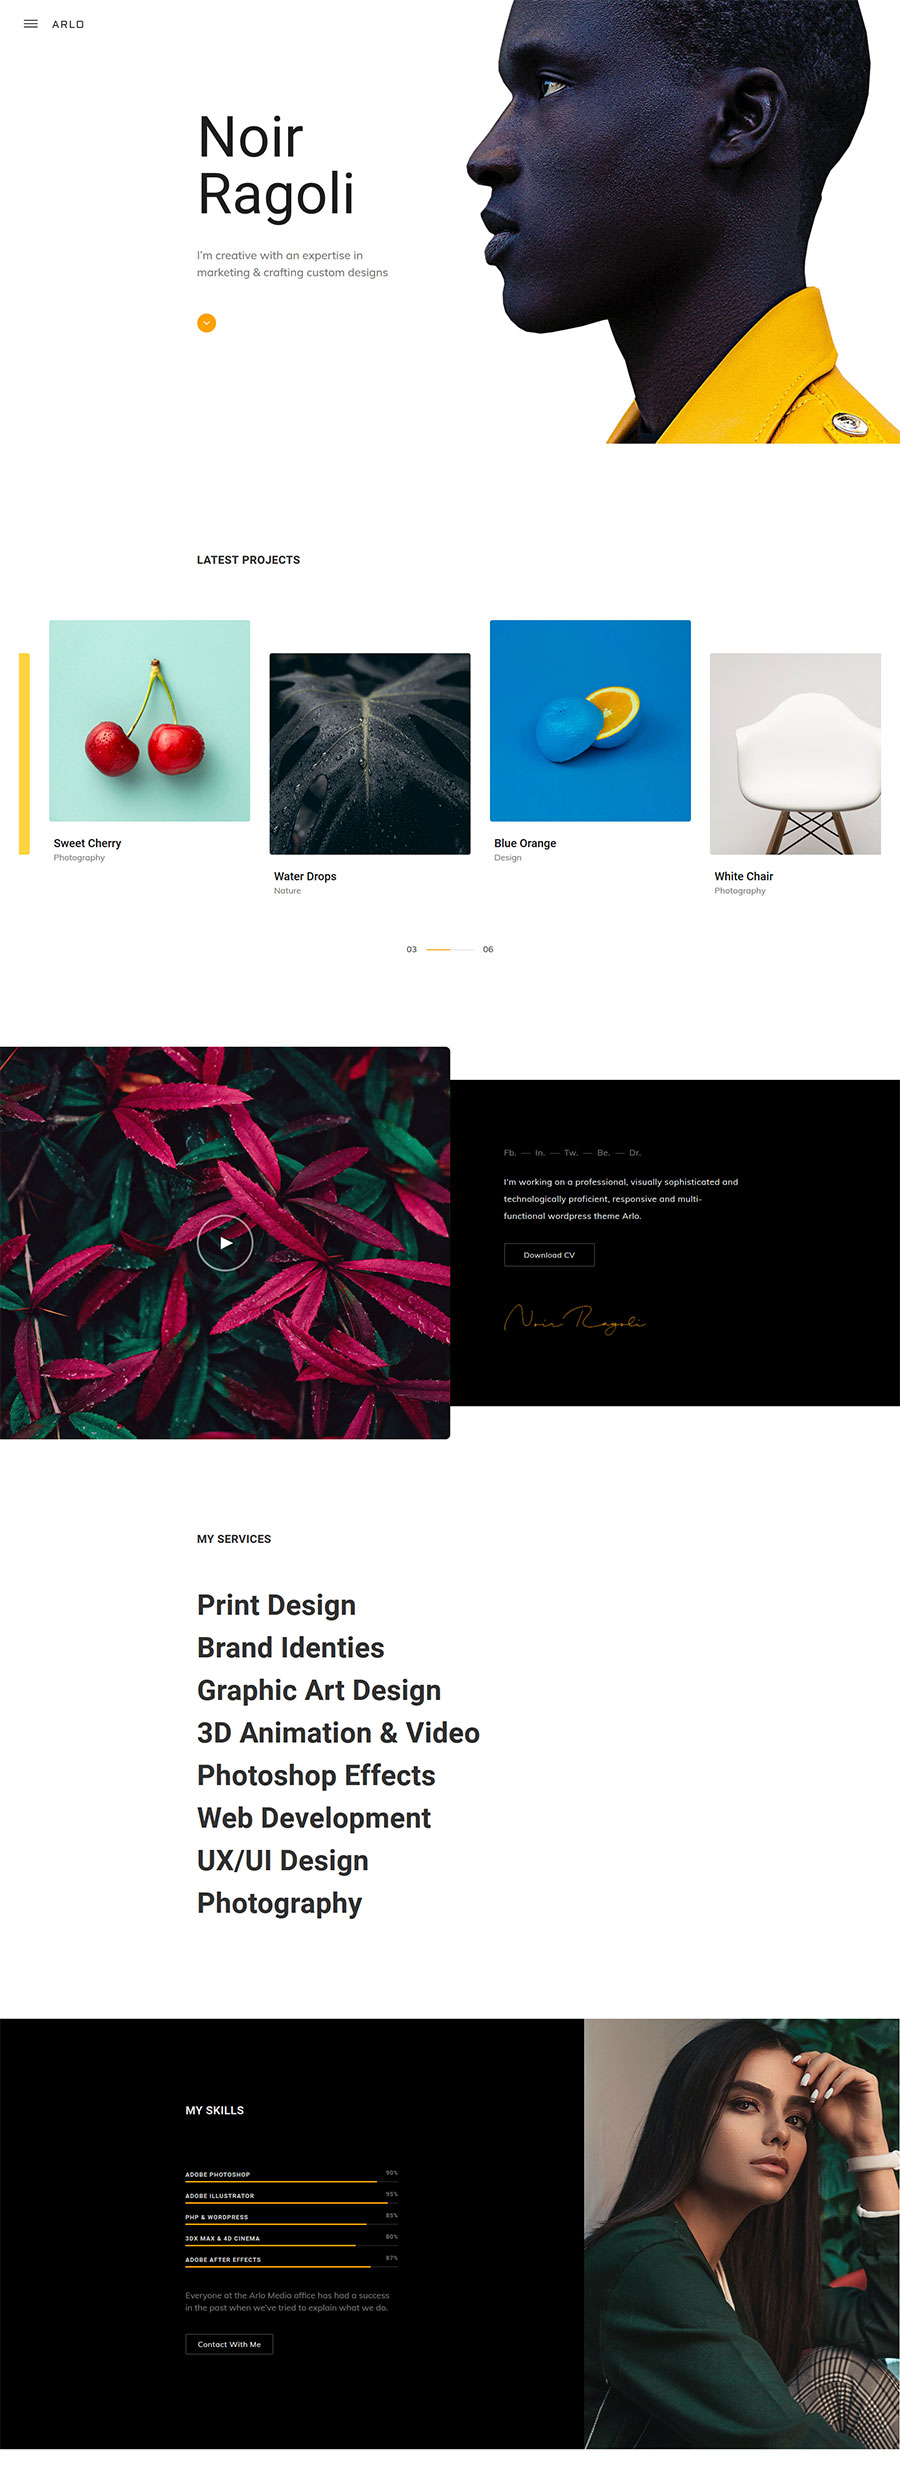 ARLO
Noir
Ragoli
I'm creative with an expertise in
marketing & crafting custom designs
LATEST PROJECTS
Sweet Cherry
Photography
Water Drops
Nature
Blue Orange
Design
White Chair
Photography
03 06
Fb. — In. — Tw. — Be. — Dr.
I'm working on a professional, visually sophisticated and
technologically proficient, responsive and multi-
functional wordpress theme Arlo.
Download CV
Noir Ragoli
MY SERVICES
Print Design
Brand Identies
Graphic Art Design
3D Animation & Video
Photoshop Effects
Web Development
UX/UI Design
Photography
MY SKILLS
ADOBE PHOTOSHOP 90%
ADOBE ILLUSTRATOR 95%
PHP & WORDPRESS 85%
3DX MAX & 4D CINEMA 80%
ADOBE AFTER EFFECTS 87%
Everyone at the Arlo Media office has had a success
in the past when we've tried to explain what we do.
Contact With Me